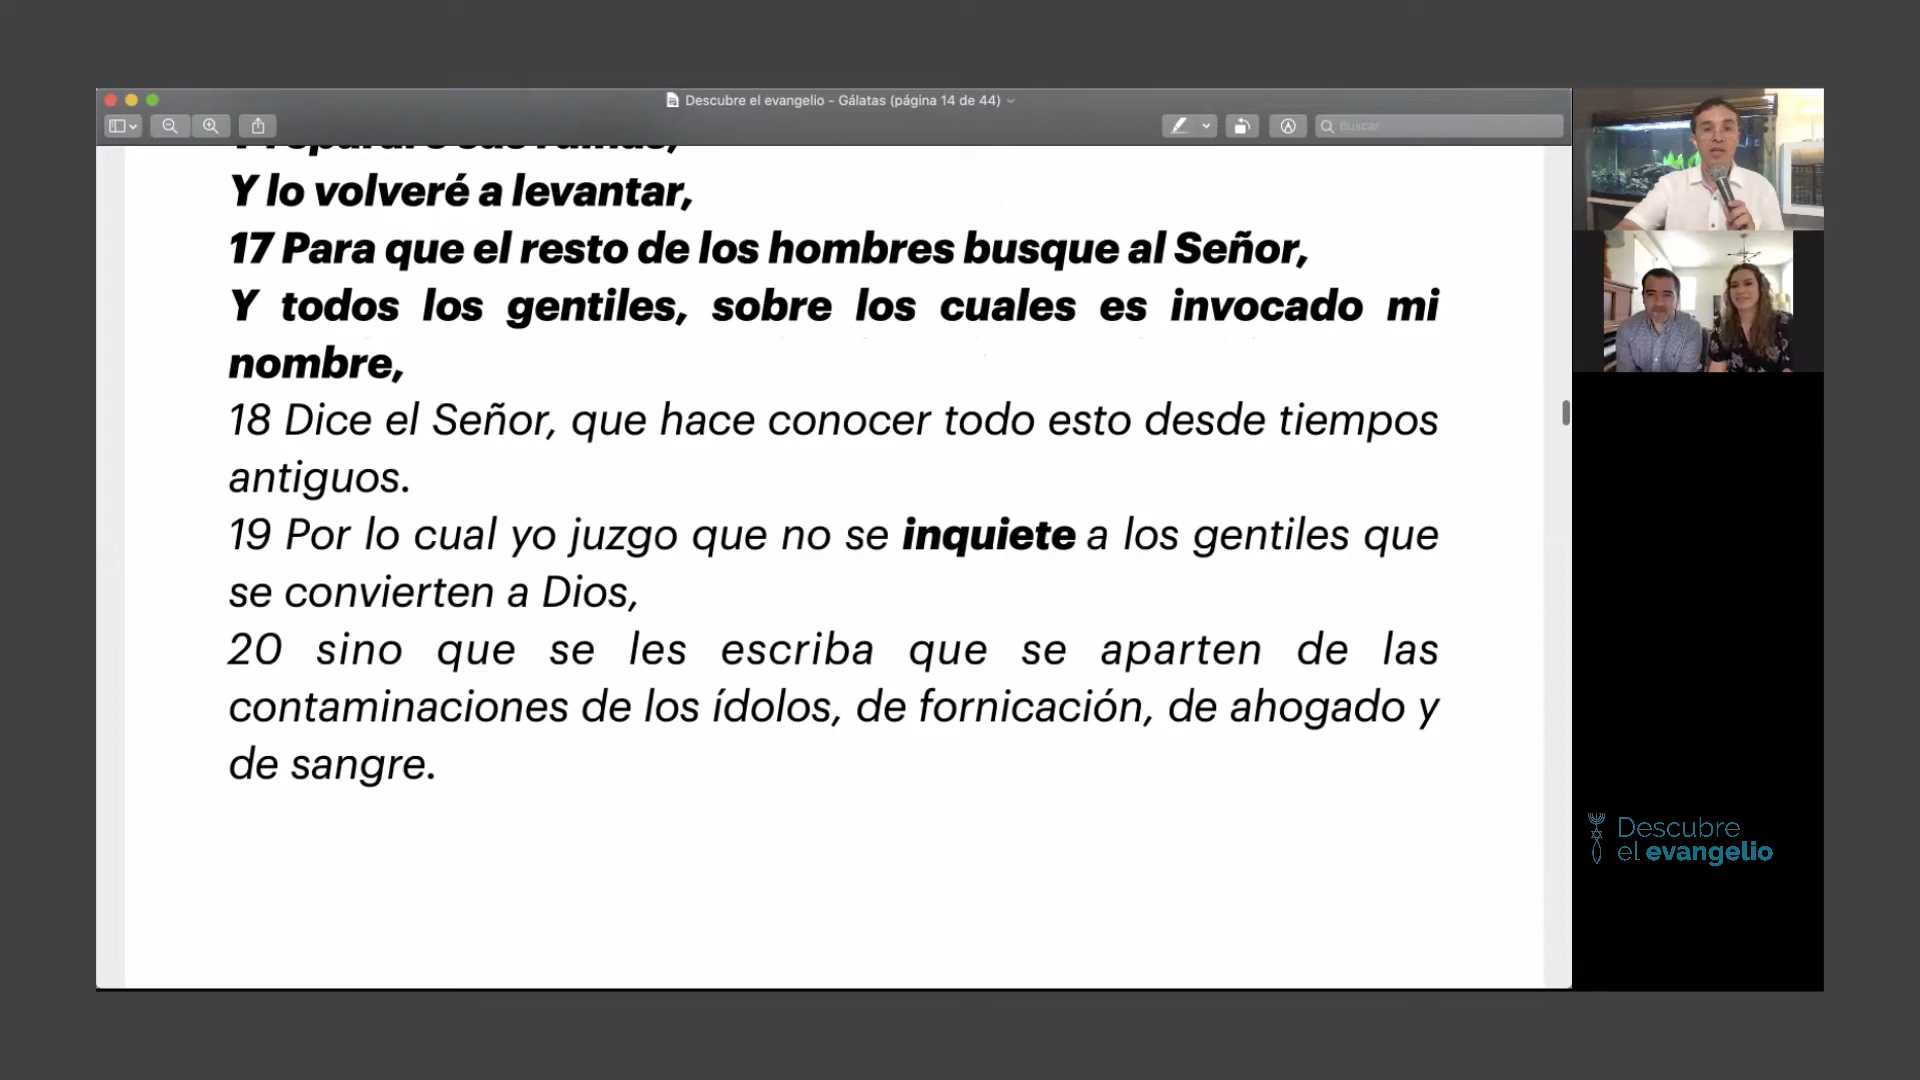 Descubre el evangelio - Gálatas (página 14 de 44)
Buscar
Y lo volveré a levantar,
17 Para que el resto de los hombres busque al Señor,
Y todos los gentiles, sobre los cuales es invocado mi
nombre,
18 Dice el Señor, que hace conocer todo esto desde tiempos
antiguos.
19 Por lo cual yo juzgo que no se inquiete a los gentiles que
se convierten a Dios,
20 sino que se les escriba que se aparten de las
contaminaciones de los ídolos, de fornicación, de ahogado y
de sangre.
Descubre
el evangelio